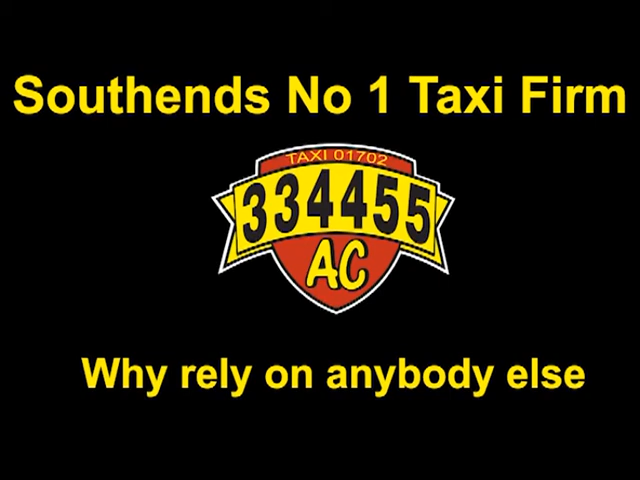 Southends No 1 Taxi Firm
TAXI 01702
334455
AC
Why rely on anybody else